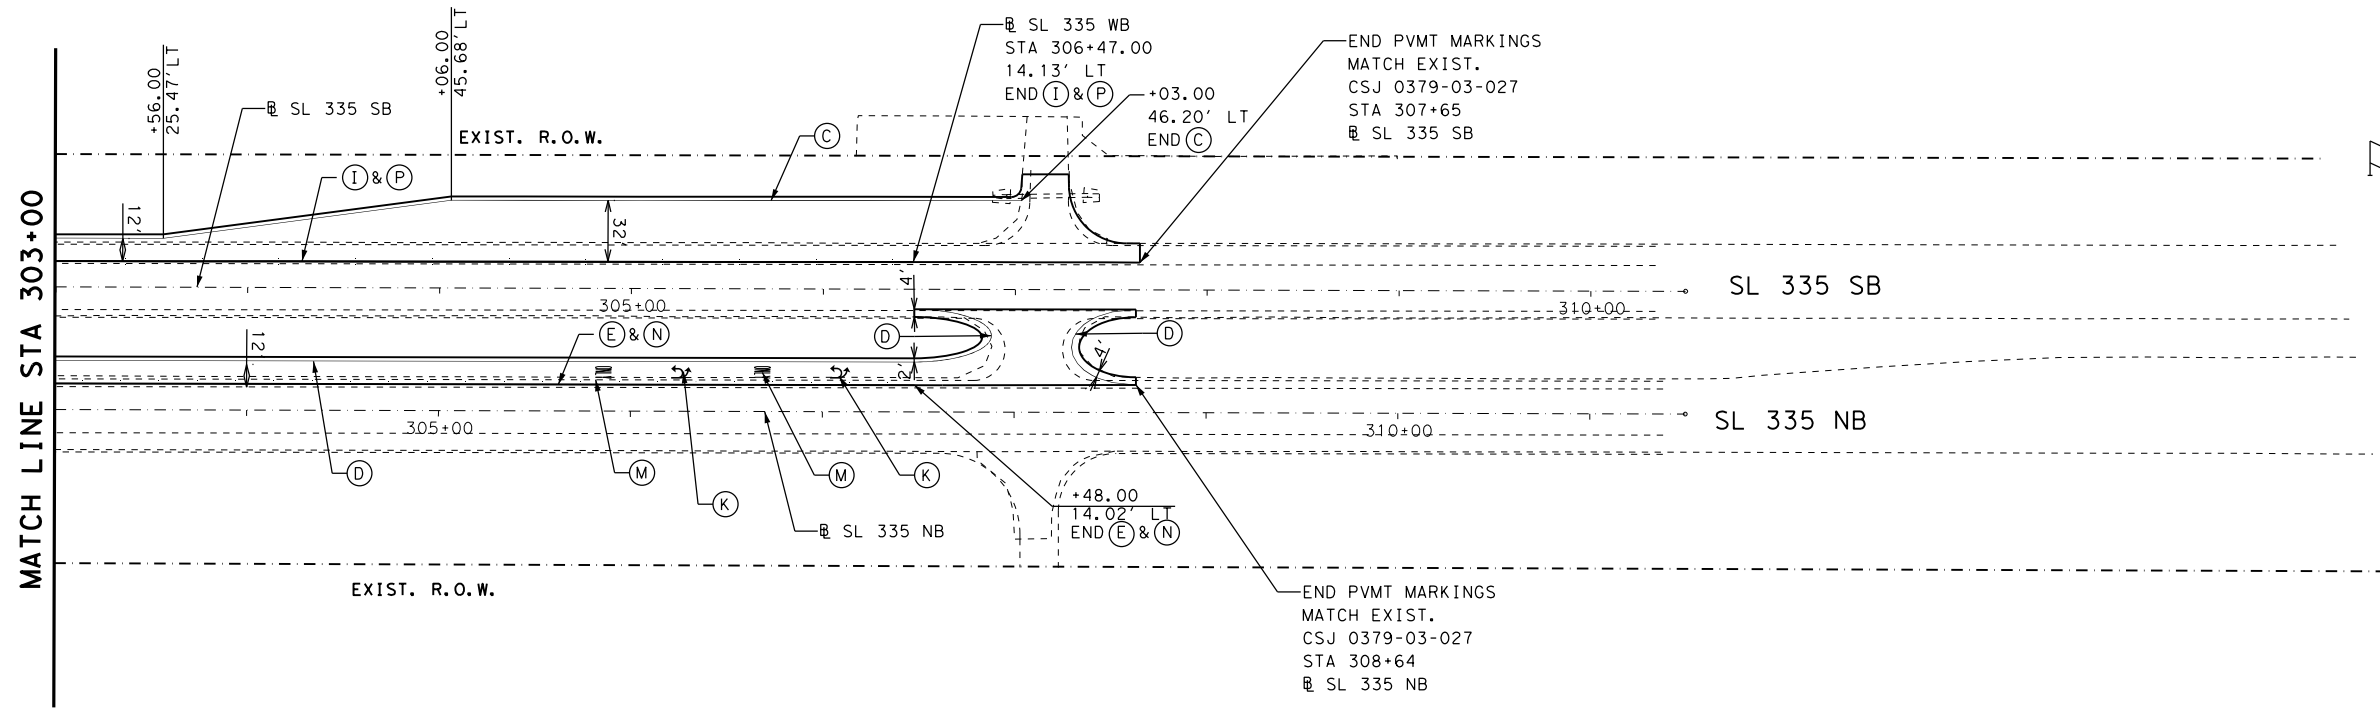 MATCH LINE STA 303+00
+56.00
25.47' LT
+06.00
45.68' LT
℄ SL 335 SB
EXIST. R.O.W.
I & P
C
12'
32'
℄ SL 335 WB
STA 306+47.00
14.13' LT
END I & P
+03.00
46.20' LT
END C
END PVMT MARKINGS
MATCH EXIST.
CSJ 0379-03-027
STA 307+65
℄ SL 335 SB
4'
305+00
310+00
SL 335 SB
12'
E & N
D
D
4'
2'
305+00
310+00
SL 335 NB
D
M
K
M
K
℄ SL 335 NB
+48.00
14.02' LT
END E & N
EXIST. R.O.W.
END PVMT MARKINGS
MATCH EXIST.
CSJ 0379-03-027
STA 308+64
℄ SL 335 NB